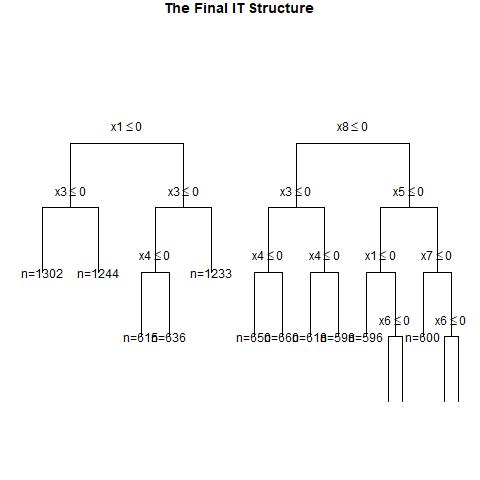 The Final IT Structure
x1 ≤ 0 x8 ≤ 0
x3 ≤ 0 x3 ≤ 0 x3 ≤ 0 x5 ≤ 0
x4 ≤ 0 x4 ≤ 0 x4 ≤ 0 x1 ≤ 0 x7 ≤ 0
n=1302 n=1244 n=1233
x6 ≤ 0 x6 ≤ 0
n=615 n=636 n=650 n=660 n=618 n=598 n=596 n=600